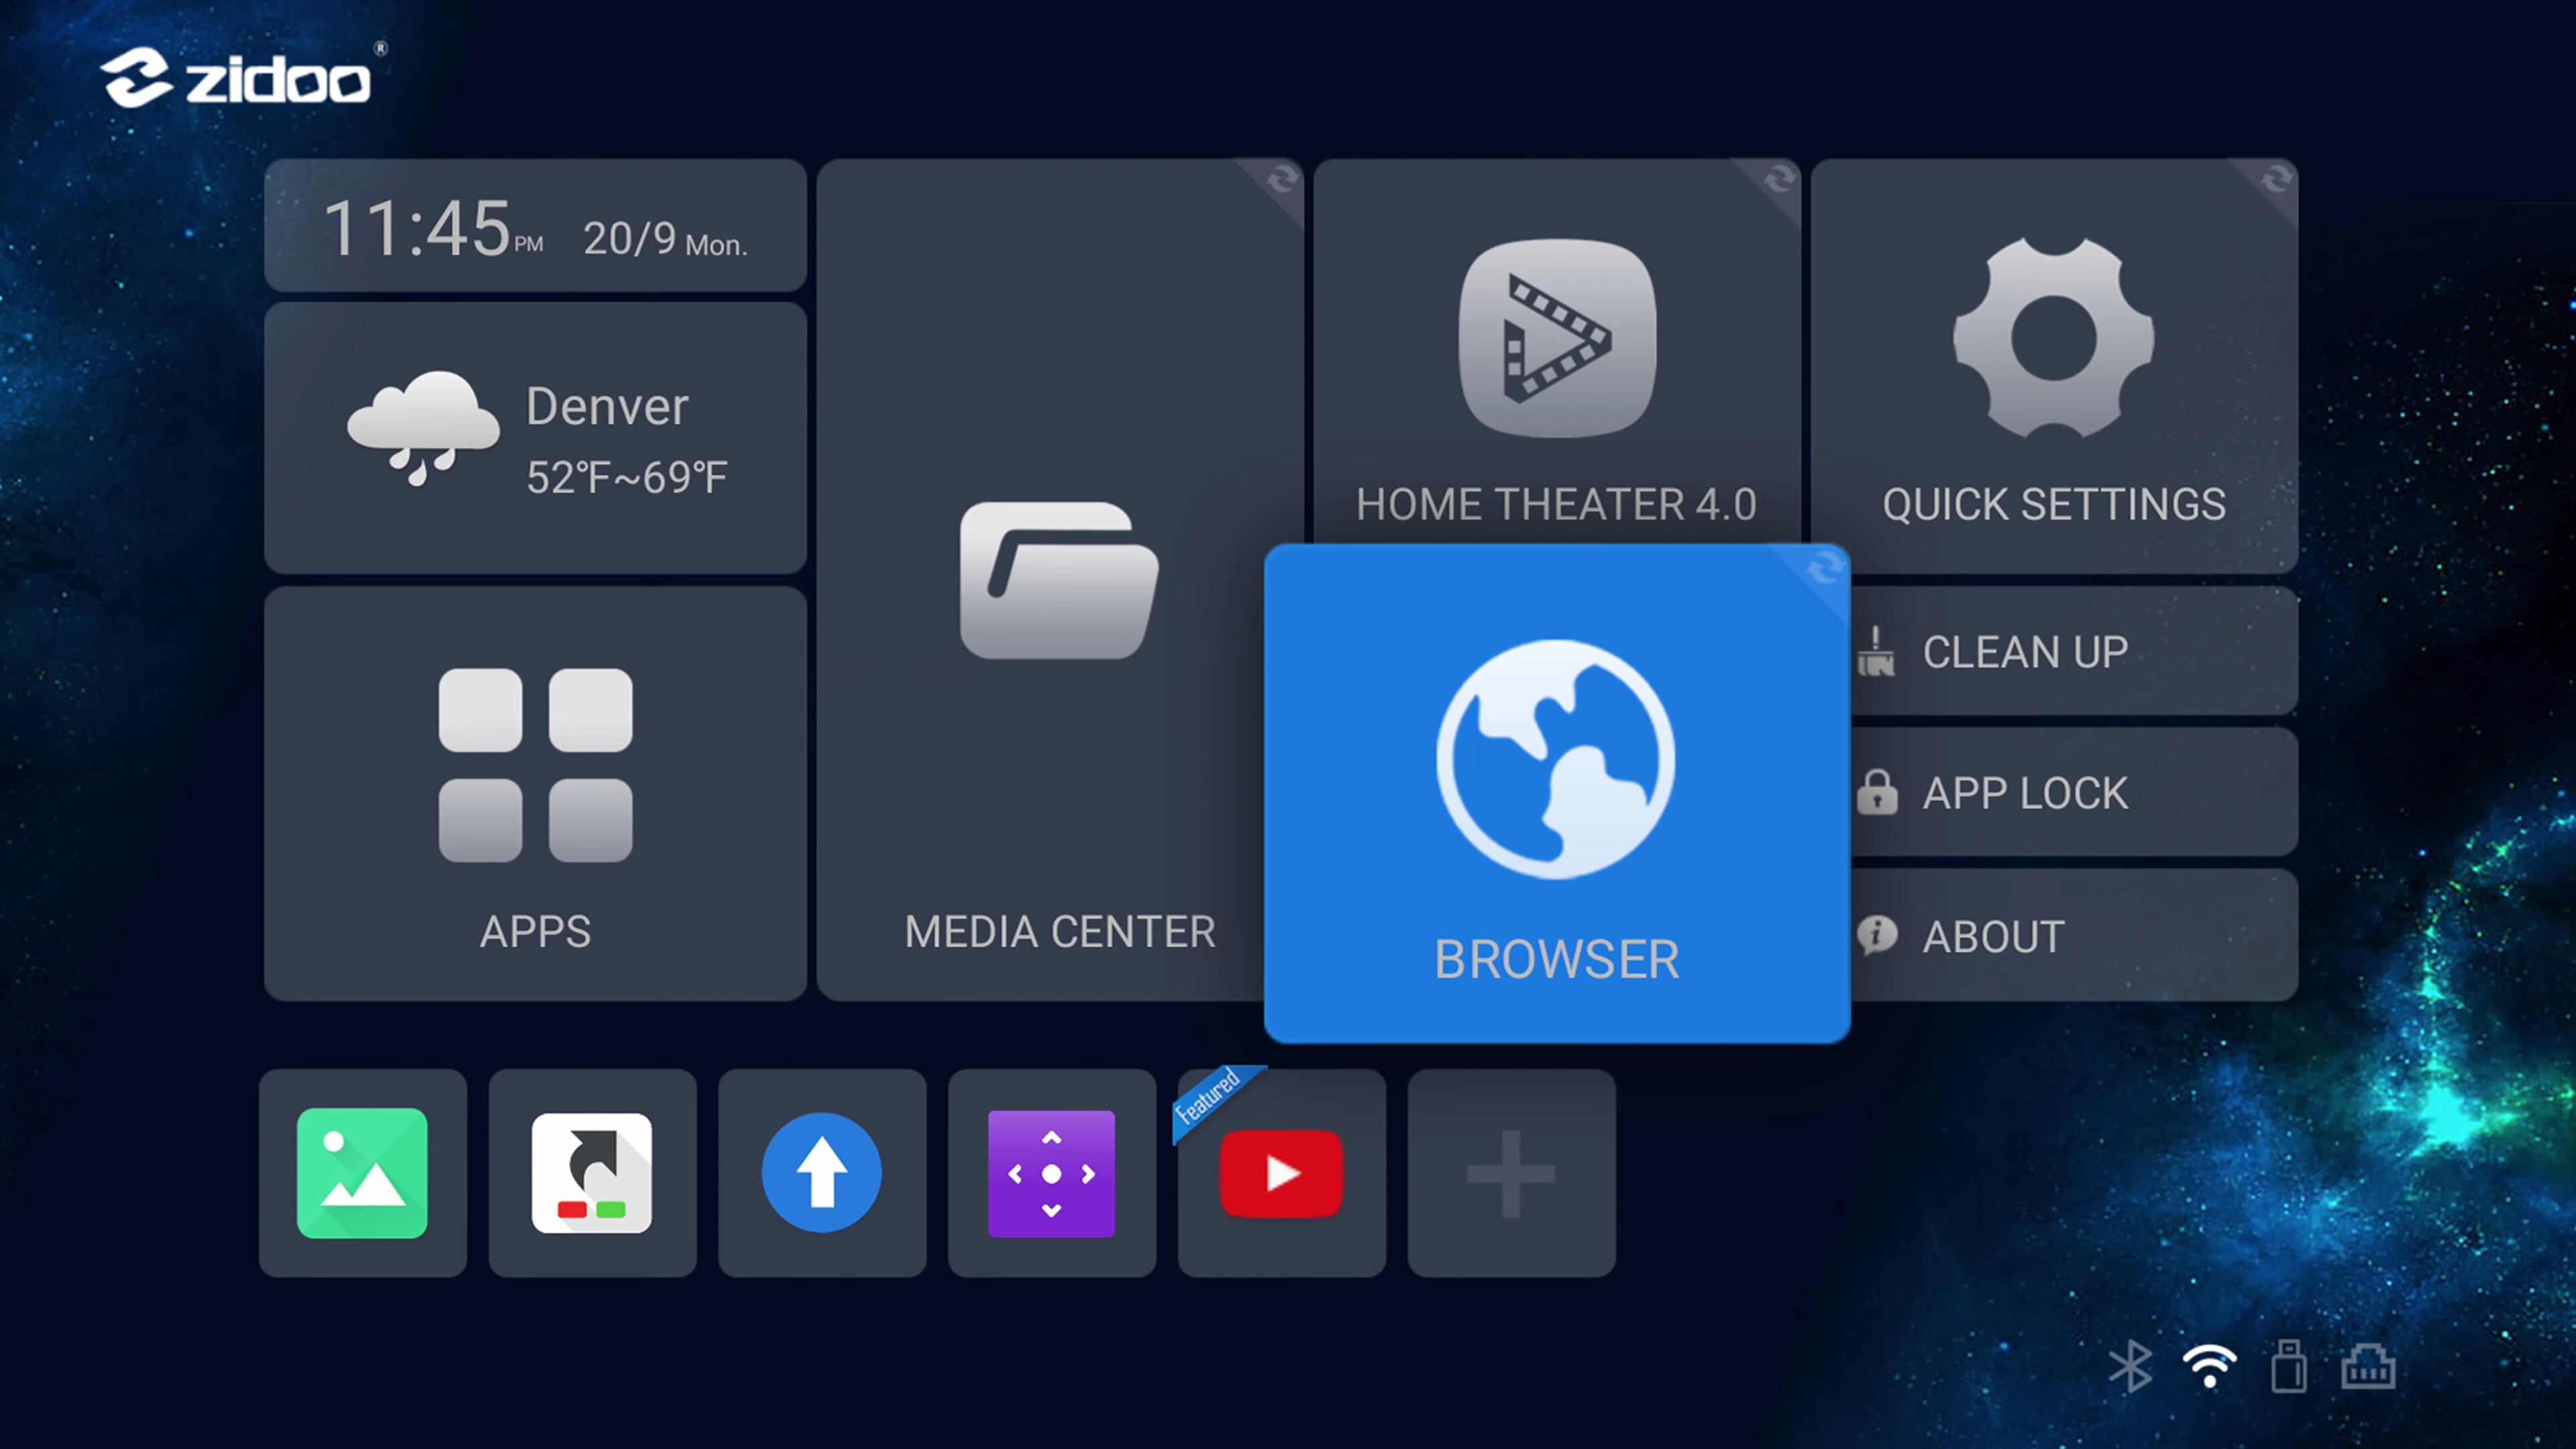 zidoo®
11:45PM 20/9 Mon.
Denver
52°F~69°F
APPS
MEDIA CENTER
HOME THEATER 4.0
QUICK SETTINGS
BROWSER
CLEAN UP
APP LOCK
ABOUT
Featured